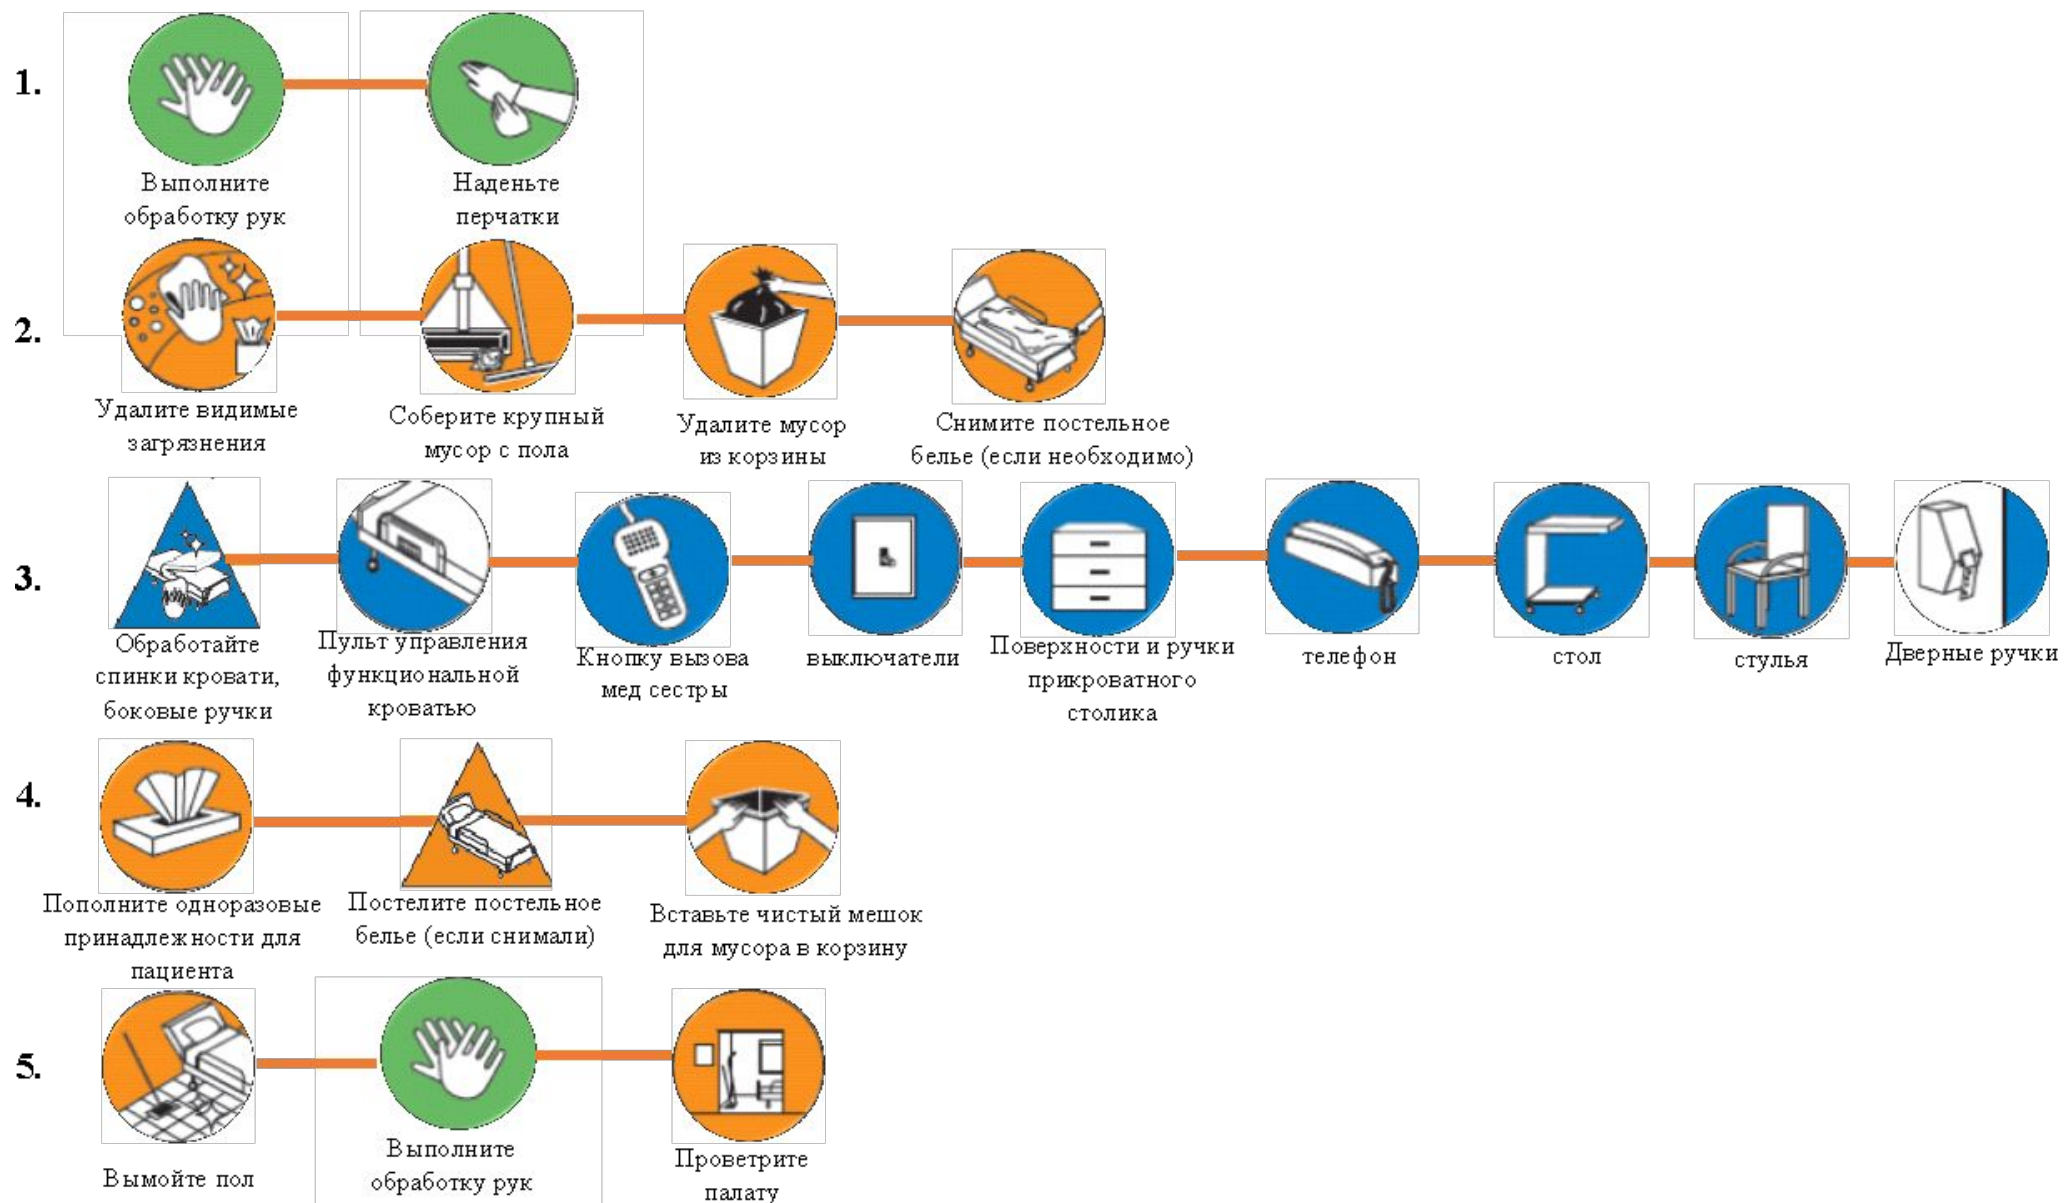 1.
Выполните
обработку рук
Наденьте
перчатки
2.
Удалите видимые
загрязнения
Соберите крупный
мусор с пола
Удалите мусор
из корзины
Снимите постельное
белье (если необходимо)
3.
Обработайте
спинки кровати,
боковые ручки
Пульт управления
функциональной
кроватью
Кнопку вызова
мед сестры
выключатели
Поверхности и ручки
прикроватного
столика
телефон
стол
стулья
Дверные ручки
4.
Пополните одноразовые
принадлежности для
пациента
Постелите постельное
белье (если снимали)
Вставьте чистый мешок
для мусора в корзину
5.
Вымойте пол
Выполните
обработку рук
Проветрите
палату